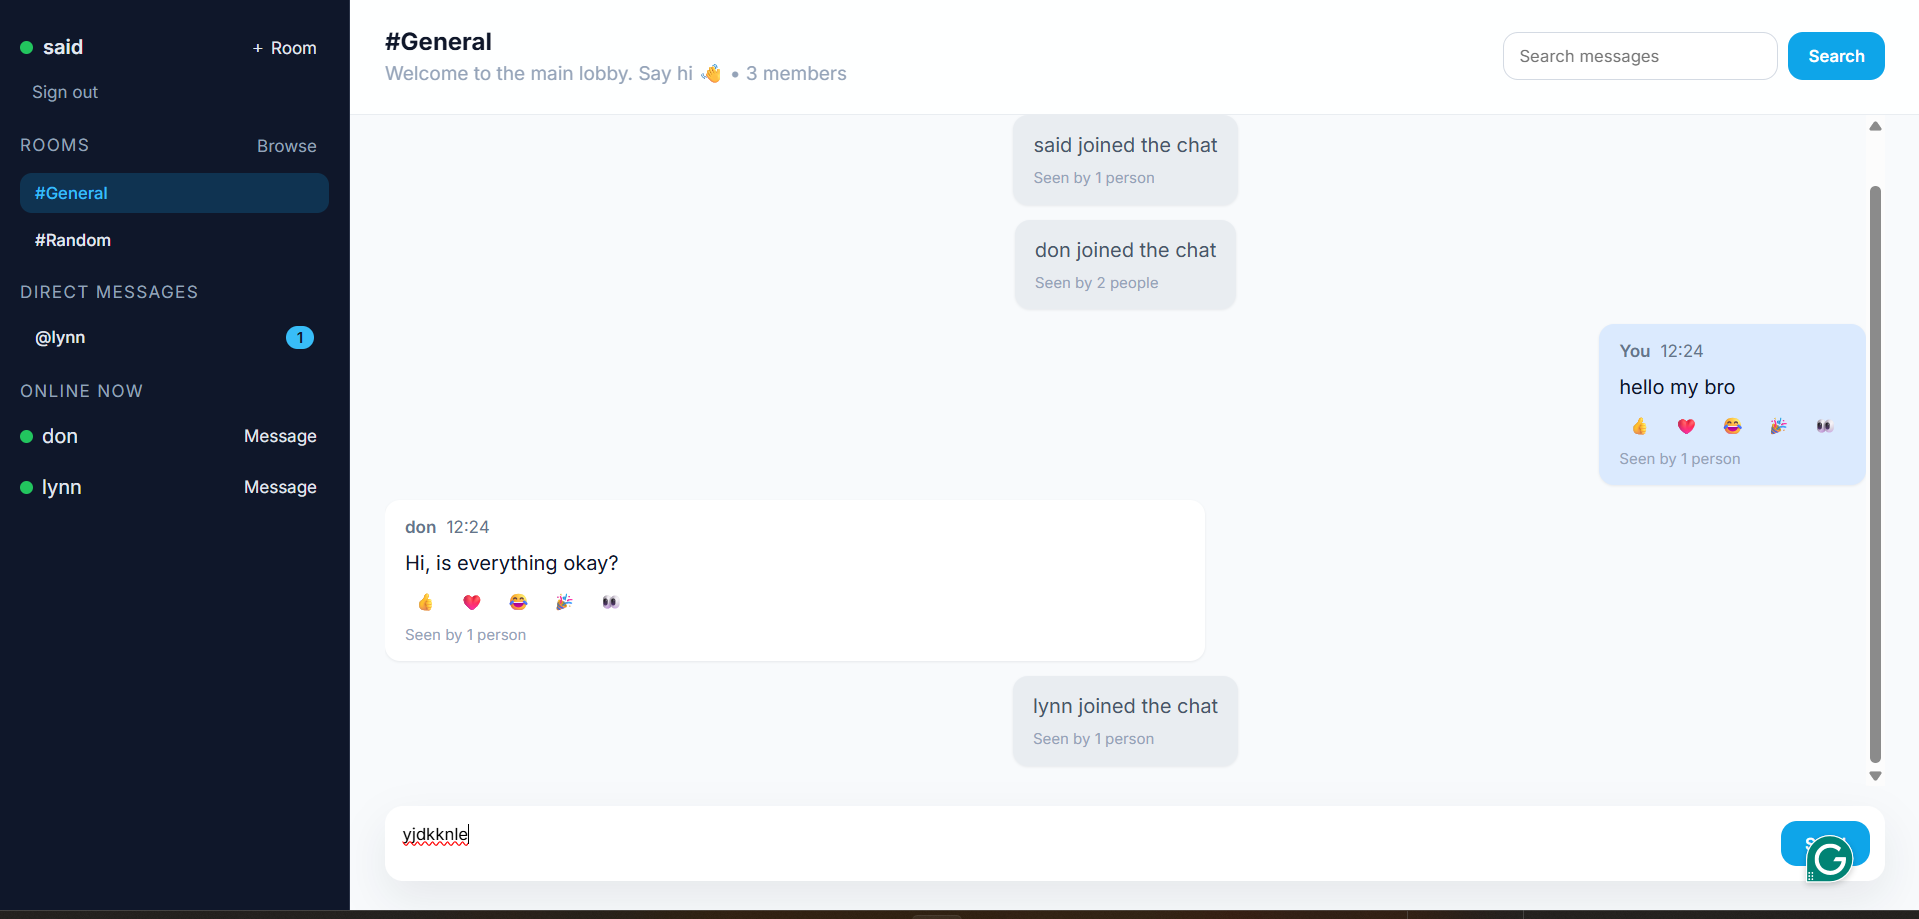 said
+ Room
Sign out
ROOMS
Browse
#General
#Random
DIRECT MESSAGES
@lynn
1
ONLINE NOW
don
Message
lynn
Message
#General
Welcome to the main lobby. Say hi 👋 • 3 members
Search messages
Search
said joined the chat
Seen by 1 person
don joined the chat
Seen by 2 people
You 12:24
hello my bro
👍 ❤️ 😂 🎉 👀
Seen by 1 person
don 12:24
Hi, is everything okay?
👍 ❤️ 😂 🎉 👀
Seen by 1 person
lynn joined the chat
Seen by 1 person
yjdkknle
G